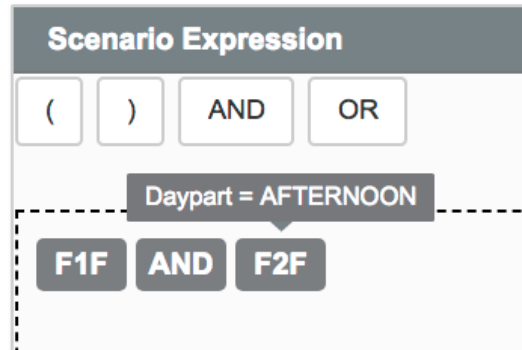 Scenario Expression
( ) AND OR
Daypart = AFTERNOON
F1F AND F2F